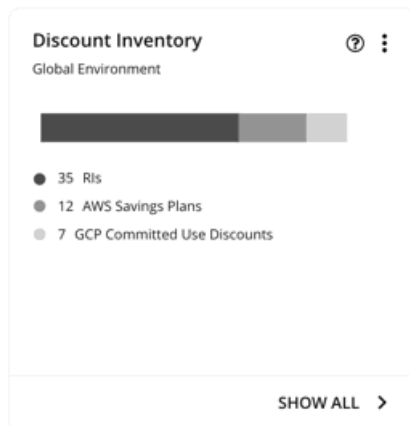 Discount Inventory
Global Environment
35 RIs
12 AWS Savings Plans
7 GCP Committed Use Discounts
SHOW ALL